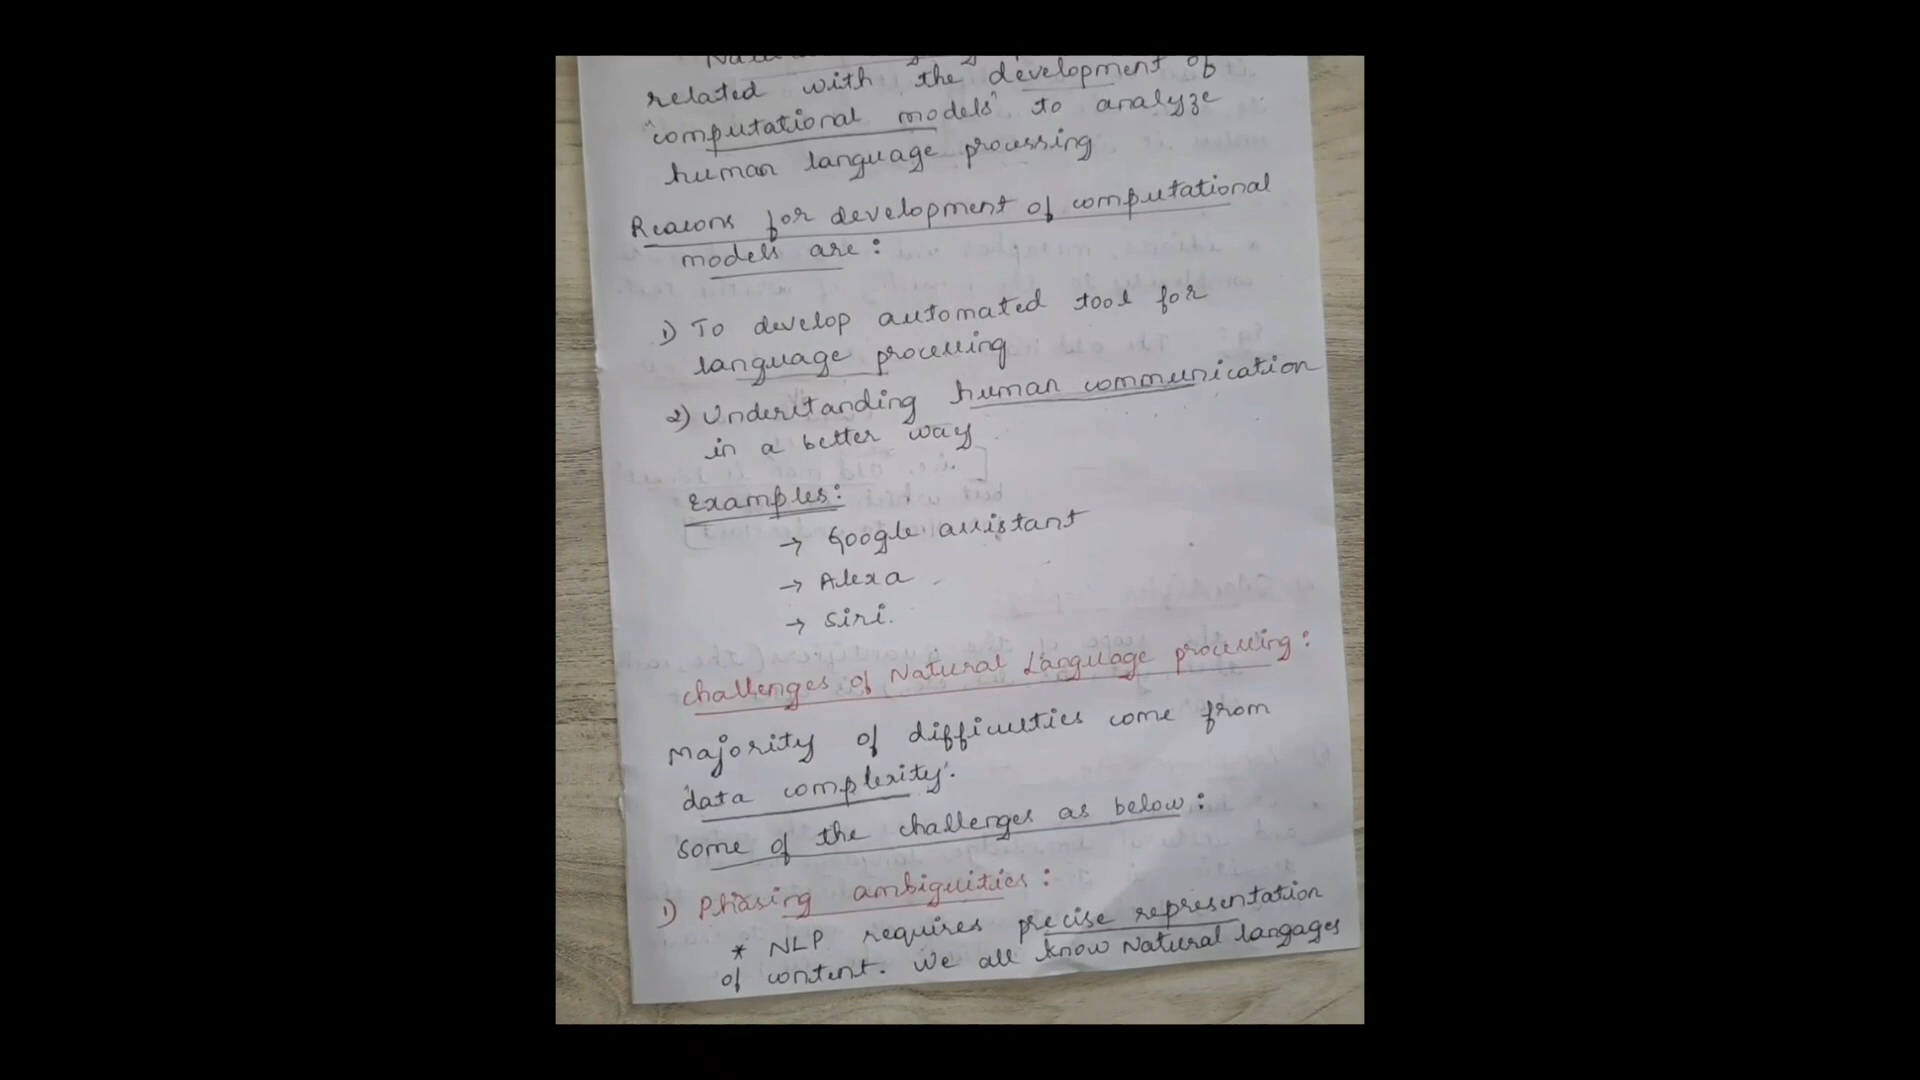 related with the development of
"computational models" to analyze
human language processing
Reasons for development of computational
models are:
1) To develop automated tool for
language processing
2) Understanding human communication
in a better way
Examples:
→ Google assistant
→ Alexa
→ Siri.
challenges of Natural Language processing:
Majority of difficulties come from
"data complexity".
Some of the challenges as below:
1) Phrasing ambiguities:
* NLP requires precise representation
of content. We all know Natural langages